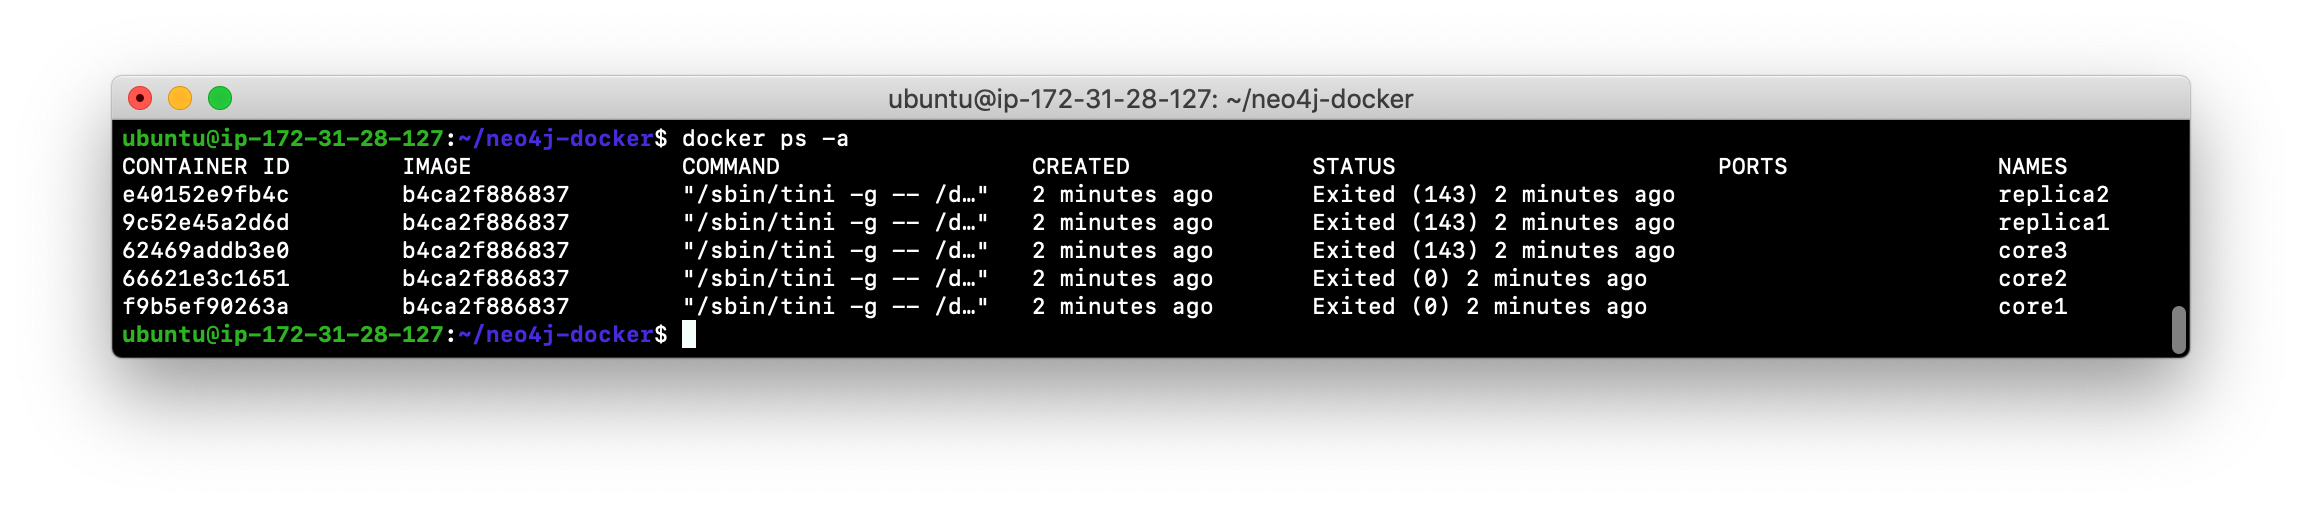 ubuntu@ip-172-31-28-127: ~/neo4j-docker
ubuntu@ip-172-31-28-127:~/neo4j-docker$ docker ps -a
CONTAINER ID IMAGE COMMAND CREATED STATUS PORTS NAMES
e40152e9fb4c b4ca2f886837 "/sbin/tini -g -- /d…" 2 minutes ago Exited (143) 2 minutes ago replica2
9c52e45a2d6d b4ca2f886837 "/sbin/tini -g -- /d…" 2 minutes ago Exited (143) 2 minutes ago replica1
62469addb3e0 b4ca2f886837 "/sbin/tini -g -- /d…" 2 minutes ago Exited (143) 2 minutes ago core3
66621e3c1651 b4ca2f886837 "/sbin/tini -g -- /d…" 2 minutes ago Exited (0) 2 minutes ago core2
f9b5ef90263a b4ca2f886837 "/sbin/tini -g -- /d…" 2 minutes ago Exited (0) 2 minutes ago core1
ubuntu@ip-172-31-28-127:~/neo4j-docker$